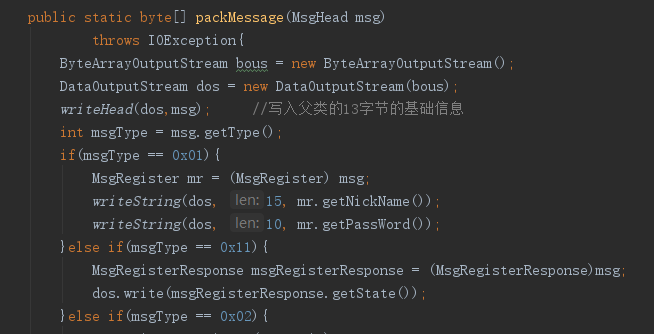 public static byte[] packMessage(MsgHead msg)
throws IOException{
ByteArrayOutputStream bous = new ByteArrayOutputStream();
DataOutputStream dos = new DataOutputStream(bous);
writeHead(dos,msg); //写入父类的13字节的基础信息
int msgType = msg.getType();
if(msgType == 0x01){
MsgRegister mr = (MsgRegister) msg;
writeString(dos, len: 15, mr.getNickName());
writeString(dos, len: 10, mr.getPassWord());
}else if(msgType == 0x11){
MsgRegisterResponse msgRegisterResponse = (MsgRegisterResponse)msg;
dos.write(msgRegisterResponse.getState());
}else if(msgType == 0x02){